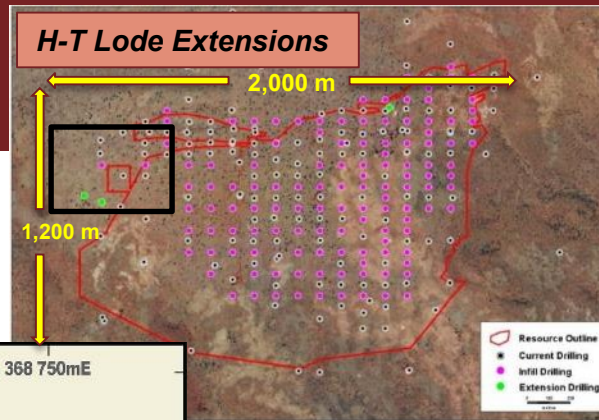 H-T Lode Extensions
2,000 m
1,200 m
368 750mE
Resource Outline
Current Drilling
Infill Drilling
Extension Drilling